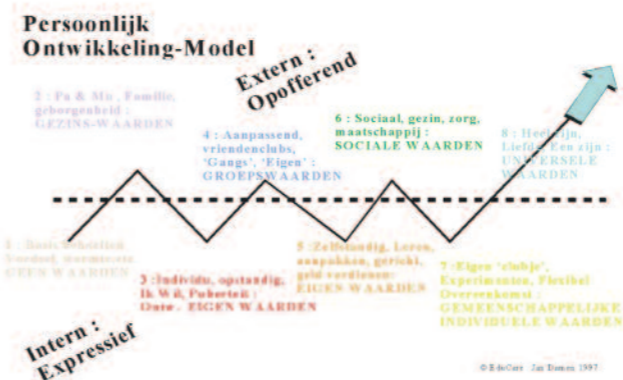 Persoonlijk
Ontwikkeling-Model
Extern :
Opofferend
2 : Pa & Ma , Familie,
geborgenheid :
GEZINS-WAARDEN
4 : Aanpassend,
vriendenclubs,
'Gangs', 'Eigen' :
GROEPSWAARDEN
6 : Sociaal, gezin, zorg,
maatschappij :
SOCIALE WAARDEN
8 : Heel zijn,
Liefde, Een zijn :
UNIVERSELE
WAARDEN
1 : Basisbehoeften
Voedsel, warmte
GEEN WAARDEN
3 :Individu, opstandig,
Ik Wil, Puberteit :
EIGEN WAARDEN
5 :Zelfstandig, Leren,
aanpakken, gericht,
geld verdienen:
EIGEN WAARDEN
7 :Eigen 'clubje',
Experimenten, Flexibel
Overeenkomst :
GEMEENSCHAPPELIJKE
INDIVIDUELE WAARDEN
Intern :
Expressief
© EduCare Jan Damen 1997